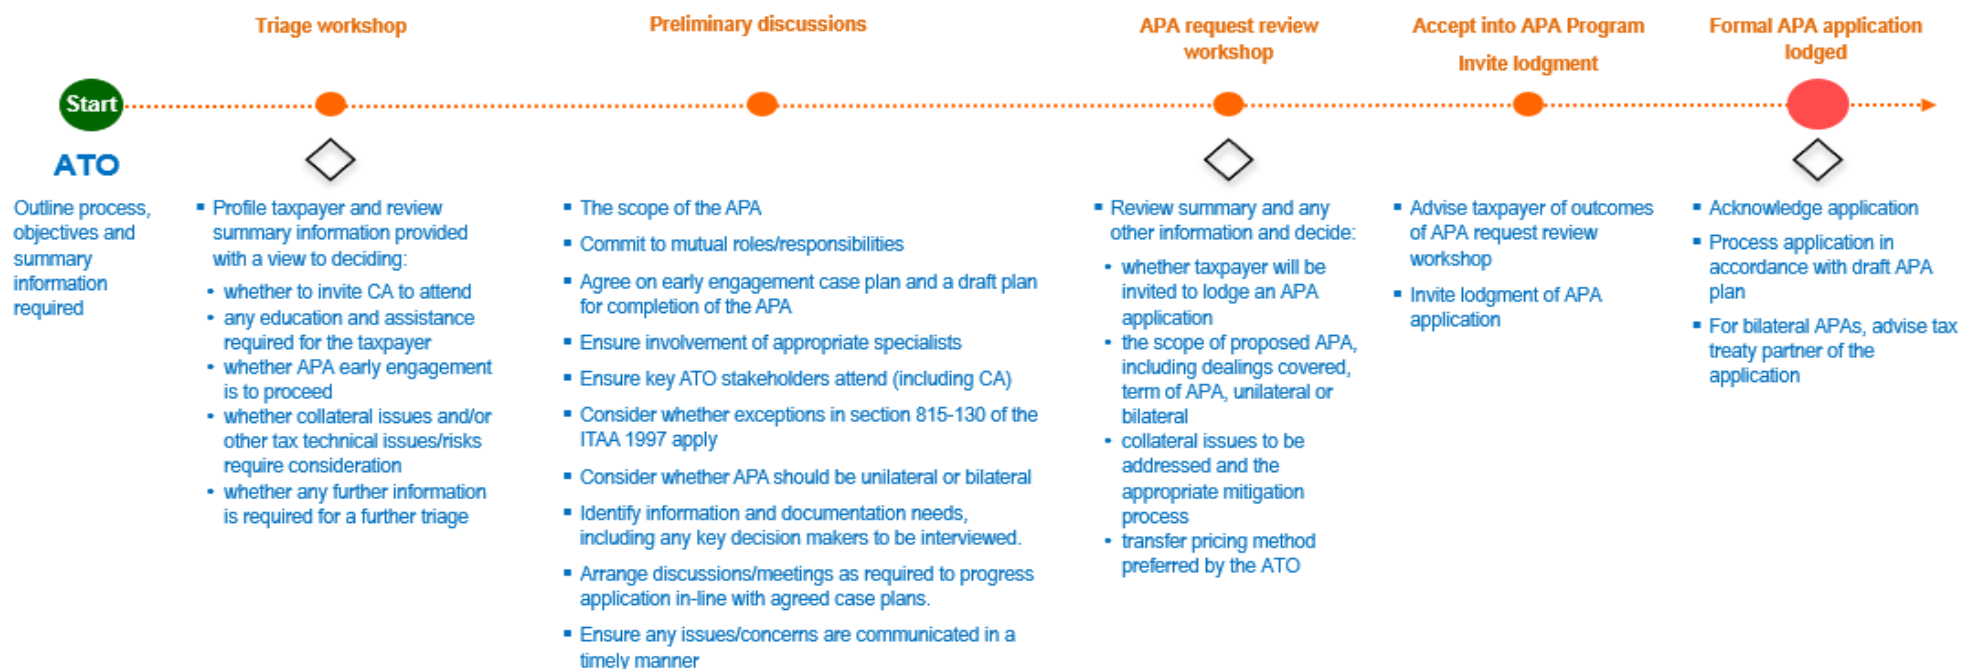 Triage workshop
Preliminary discussions
APA request review
workshop
Accept into APA Program
Invite lodgment
Formal APA application
lodged
Start
ATO
Outline process,
objectives and
summary
information
required
▪ Profile taxpayer and review
summary information provided
with a view to deciding:
• whether to invite CA to attend
• any education and assistance
required for the taxpayer
• whether APA early engagement
is to proceed
• whether collateral issues and/or
other tax technical issues/risks
require consideration
• whether any further information
is required for a further triage
▪ The scope of the APA
▪ Commit to mutual roles/responsibilities
▪ Agree on early engagement case plan and a draft plan
for completion of the APA
▪ Ensure involvement of appropriate specialists
▪ Ensure key ATO stakeholders attend (including CA)
▪ Consider whether exceptions in section 815-130 of the
ITAA 1997 apply
▪ Consider whether APA should be unilateral or bilateral
▪ Identify information and documentation needs,
including any key decision makers to be interviewed.
▪ Arrange discussions/meetings as required to progress
application in-line with agreed case plans.
▪ Ensure any issues/concerns are communicated in a
timely manner
▪ Review summary and any
other information and decide:
• whether taxpayer will be
invited to lodge an APA
application
• the scope of proposed APA,
including dealings covered,
term of APA, unilateral or
bilateral
• collateral issues to be
addressed and the
appropriate mitigation
process
• transfer pricing method
preferred by the ATO
▪ Advise taxpayer of outcomes
of APA request review
workshop
▪ Invite lodgment of APA
application
▪ Acknowledge application
▪ Process application in
accordance with draft APA
plan
▪ For bilateral APAs, advise tax
treaty partner of the
application